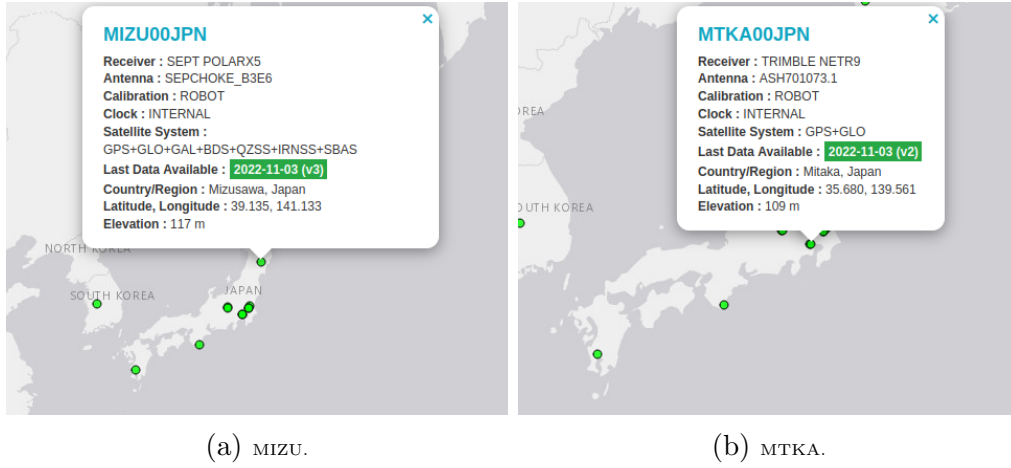 MIZU00JPN
×
Receiver : SEPT POLARX5
Antenna : SEPCHOKE_B3E6
Calibration : ROBOT
Clock : INTERNAL
Satellite System :
GPS+GLO+GAL+BDS+QZSS+IRNSS+SBAS
Last Data Available : 2022-11-03 (v3)
Country/Region : Mizusawa, Japan
Latitude, Longitude : 39.135, 141.133
Elevation : 117 m
NORTH KOREA
SOUTH KOREA
JAPAN
(a) MIZU.
MTKA00JPN
×
Receiver : TRIMBLE NETR9
Antenna : ASH701073.1
Calibration : ROBOT
Clock : INTERNAL
Satellite System : GPS+GLO
Last Data Available : 2022-11-03 (v2)
Country/Region : Mitaka, Japan
Latitude, Longitude : 35.680, 139.561
Elevation : 109 m
OREA
OUTH KOREA
(b) MTKA.